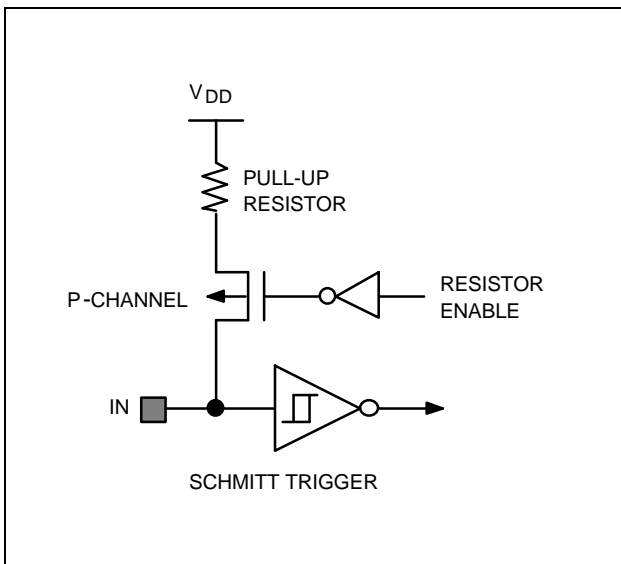 VDD
PULL-UP
RESISTOR
P-CHANNEL
RESISTOR
ENABLE
IN
SCHMITT TRIGGER